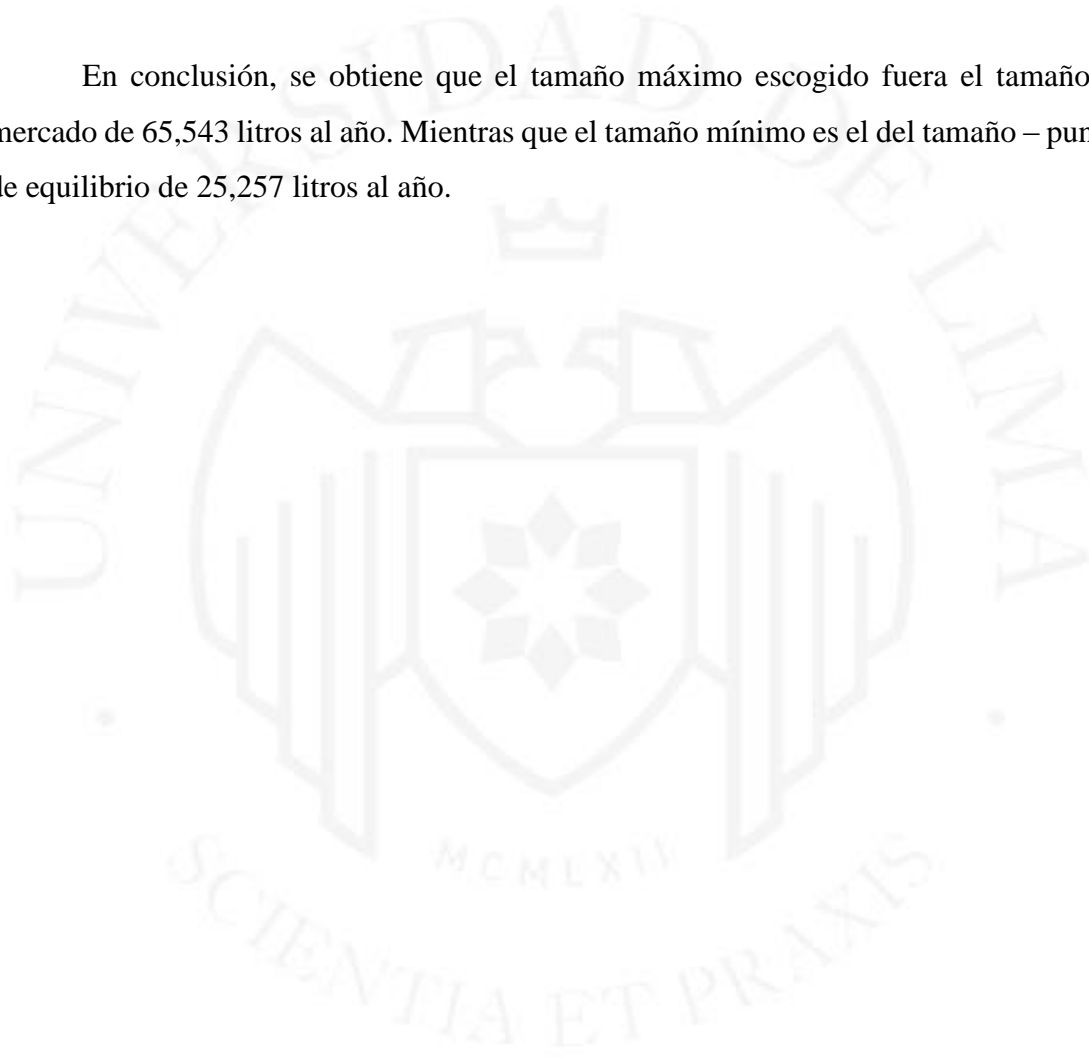 En conclusión, se obtiene que el tamaño máximo escogido fuera el tamaño
mercado de 65,543 litros al año. Mientras que el tamaño mínimo es el del tamaño – pun
de equilibrio de 25,257 litros al año.
UNIVERSIDAD DE LIMA
MCMLXII
SCIENTIA ET PRAXIS